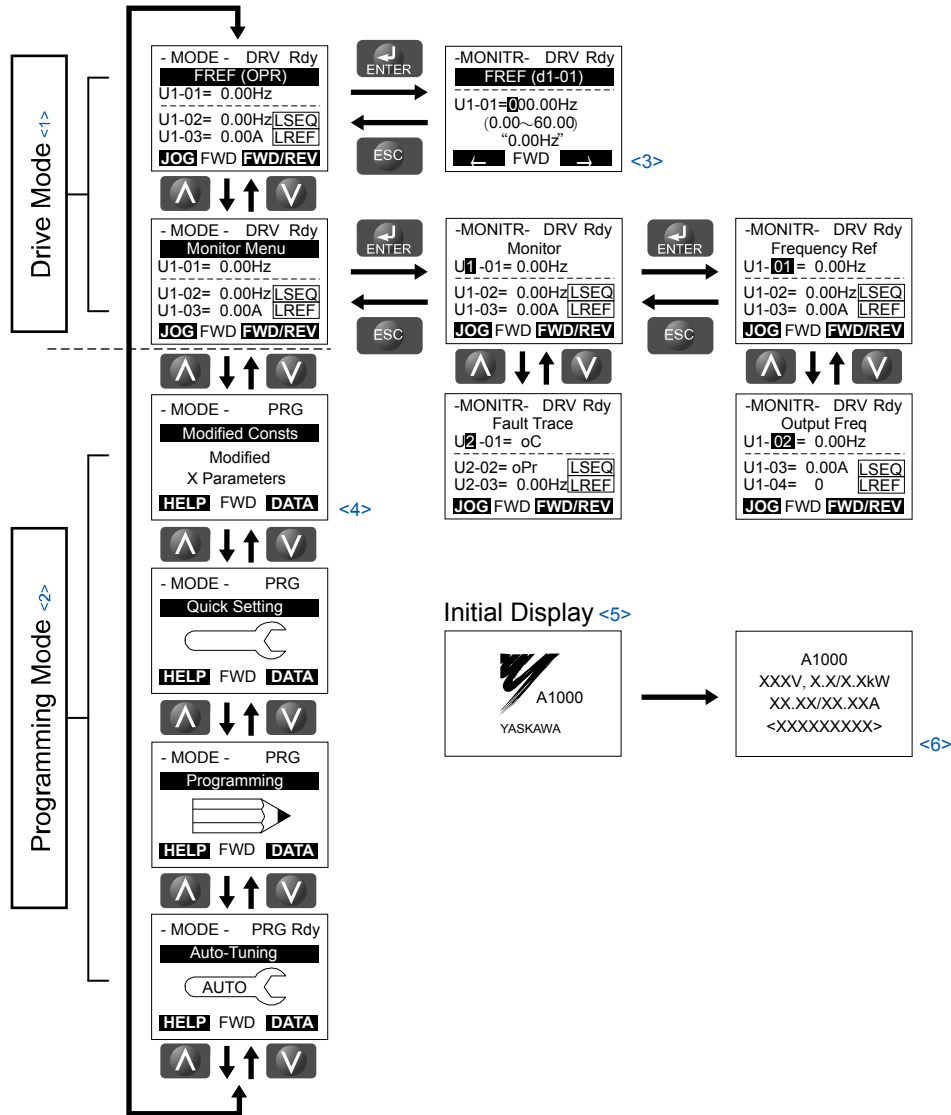 Drive Mode <1>
- MODE - DRV Rdy
FREF (OPR)
U1-01= 0.00Hz
U1-02= 0.00Hz LSEQ
U1-03= 0.00A LREF
JOG FWD FWD/REV
ENTER
ESC
-MONITR- DRV Rdy
FREF (d1-01)
U1-01=000.00Hz
(0.00~60.00)
“0.00Hz”
← FWD →
<3>
- MODE - DRV Rdy
Monitor Menu
U1-01= 0.00Hz
U1-02= 0.00Hz LSEQ
U1-03= 0.00A LREF
JOG FWD FWD/REV
ENTER
ESC
-MONITR- DRV Rdy
Monitor
U1 -01= 0.00Hz
U1-02= 0.00Hz LSEQ
U1-03= 0.00A LREF
JOG FWD FWD/REV
ENTER
ESC
-MONITR- DRV Rdy
Frequency Ref
U1- 01 = 0.00Hz
U1-02= 0.00Hz LSEQ
U1-03= 0.00A LREF
JOG FWD FWD/REV
-MONITR- DRV Rdy
Fault Trace
U2 -01= oC
U2-02= oPr LSEQ
U2-03= 0.00Hz LREF
JOG FWD FWD/REV
-MONITR- DRV Rdy
Output Freq
U1- 02 = 0.00Hz
U1-03= 0.00A LSEQ
U1-04= 0 LREF
JOG FWD FWD/REV
Programming Mode <2>
- MODE - PRG
Modified Consts
Modified
X Parameters
HELP FWD DATA
<4>
- MODE - PRG
Quick Setting
HELP FWD DATA
- MODE - PRG
Programming
HELP FWD DATA
- MODE - PRG Rdy
Auto-Tuning
AUTO
HELP FWD DATA
Initial Display <5>
A1000
YASKAWA
A1000
XXXV, X.X/X.XkW
XX.XX/XX.XXA
<XXXXXXXXX>
<6>